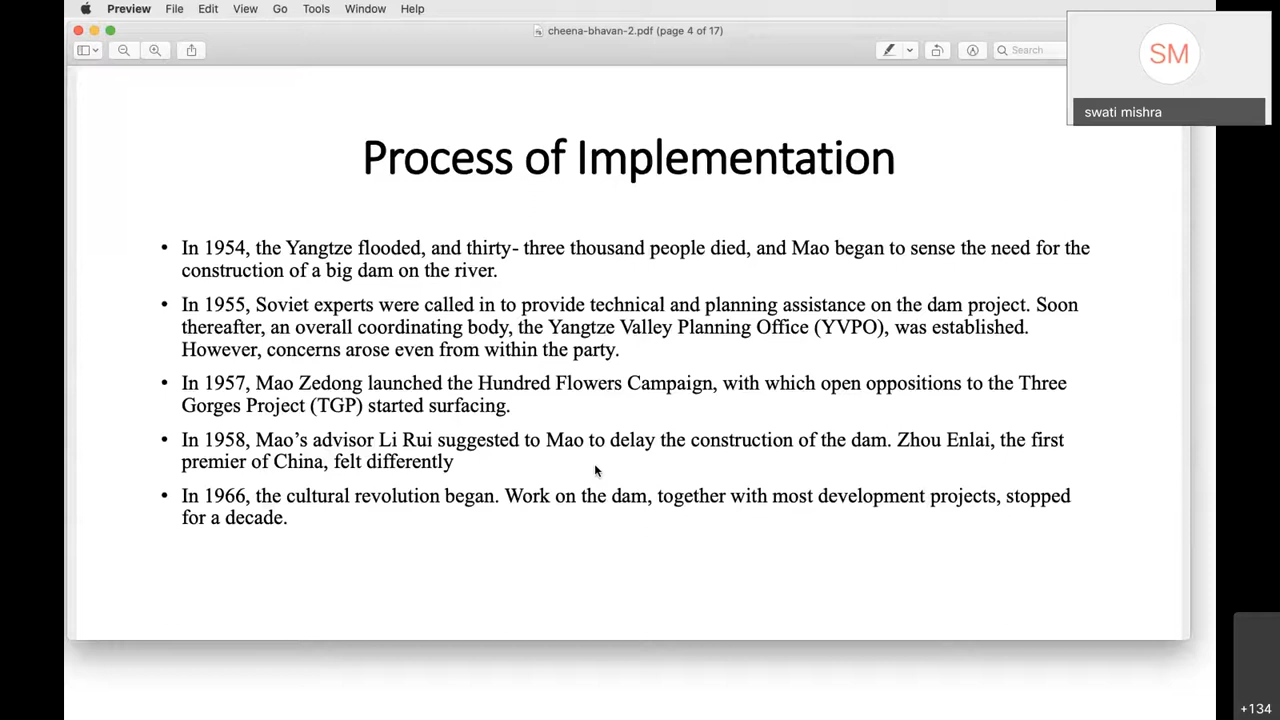 Preview File Edit View Go Tools Window Help
cheena-bhavan-2.pdf (page 4 of 17)
Search
SM
swati mishra
Process of Implementation
• In 1954, the Yangtze flooded, and thirty- three thousand people died, and Mao began to sense the need for the
construction of a big dam on the river.
• In 1955, Soviet experts were called in to provide technical and planning assistance on the dam project. Soon
thereafter, an overall coordinating body, the Yangtze Valley Planning Office (YVPO), was established.
However, concerns arose even from within the party.
• In 1957, Mao Zedong launched the Hundred Flowers Campaign, with which open oppositions to the Three
Gorges Project (TGP) started surfacing.
• In 1958, Mao’s advisor Li Rui suggested to Mao to delay the construction of the dam. Zhou Enlai, the first
premier of China, felt differently
• In 1966, the cultural revolution began. Work on the dam, together with most development projects, stopped
for a decade.
+134